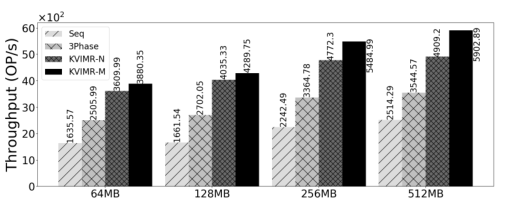 ×10²
Throughput (OP/s)
60
50
40
30
20
10
0
Seq
3Phase
KVIMR-N
KVIMR-M
1635.57
2505.99
3609.99
3880.35
1661.54
2702.05
4035.33
4289.75
2242.49
3364.78
4772.3
5484.99
2514.29
3544.57
4909.2
5902.89
64MB
128MB
256MB
512MB